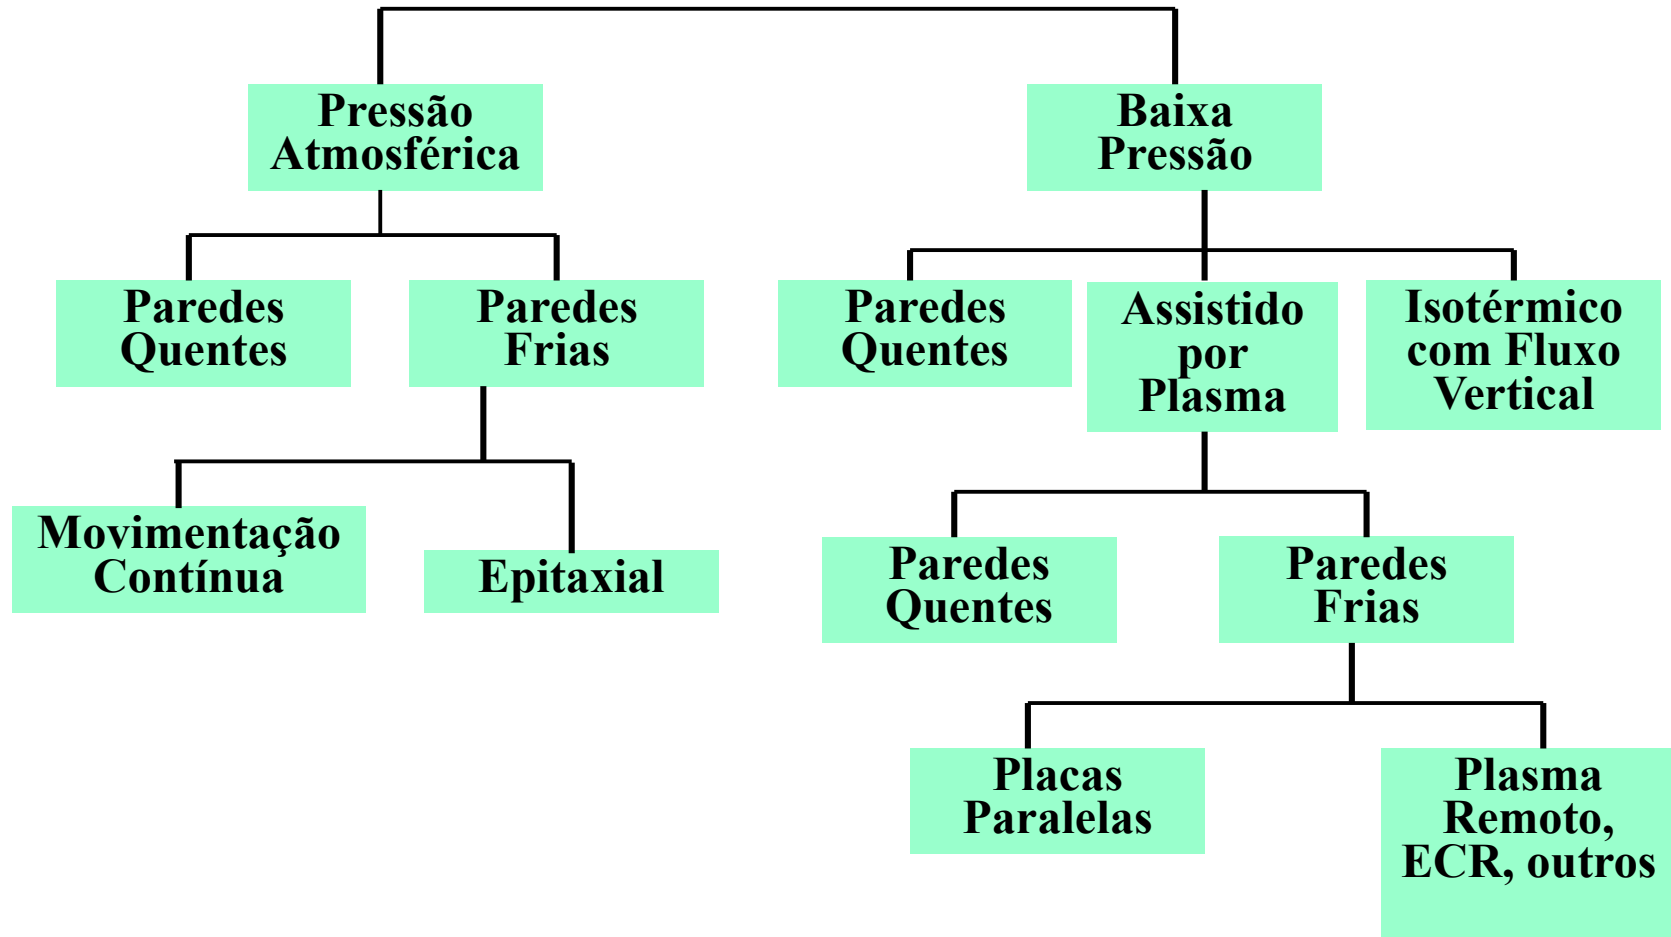 Pressão
Atmosférica
Baixa
Pressão
Paredes
Quentes
Paredes
Frias
Paredes
Quentes
Assistido
por
Plasma
Isotérmico
com Fluxo
Vertical
Movimentação
Contínua
Epitaxial
Paredes
Quentes
Paredes
Frias
Placas
Paralelas
Plasma
Remoto,
ECR, outros